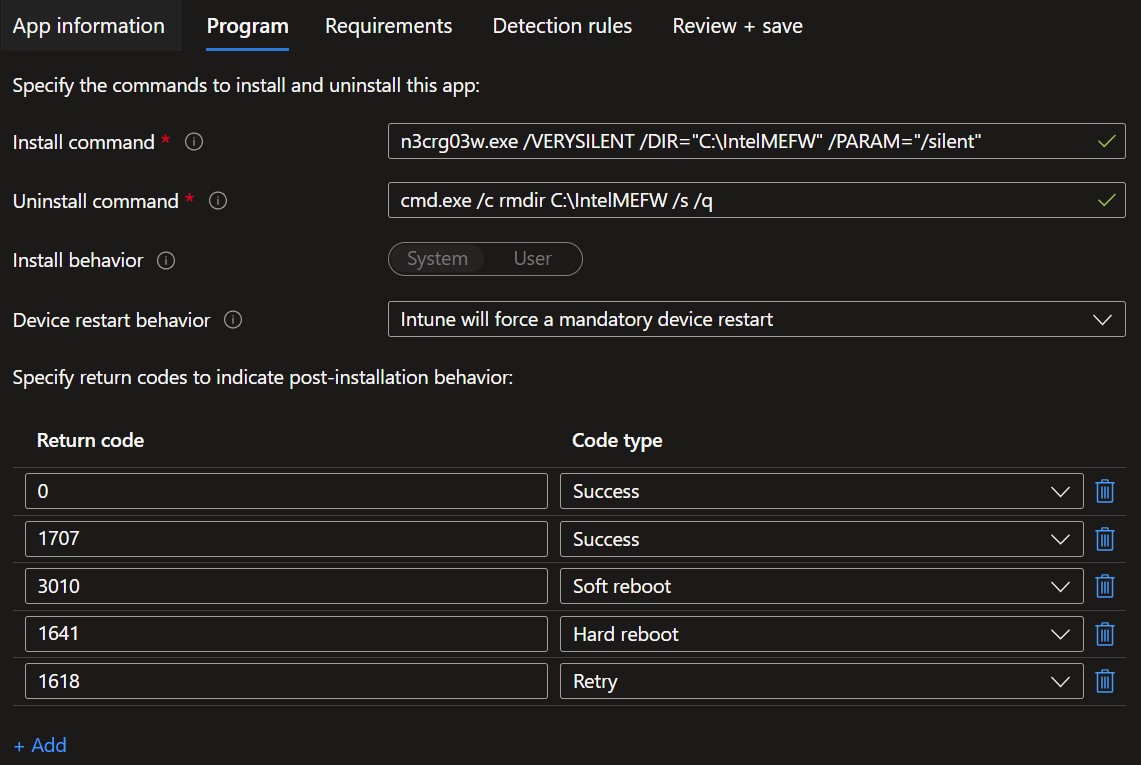 App information Program Requirements Detection rules Review + save
Specify the commands to install and uninstall this app:
Install command * n3crg03w.exe /VERYSILENT /DIR="C:\IntelMEFW" /PARAM="/silent"
Uninstall command * cmd.exe /c rmdir C:\IntelMEFW /s /q
Install behavior System User
Device restart behavior Intune will force a mandatory device restart
Specify return codes to indicate post-installation behavior:
Return code Code type
0 Success
1707 Success
3010 Soft reboot
1641 Hard reboot
1618 Retry
+ Add